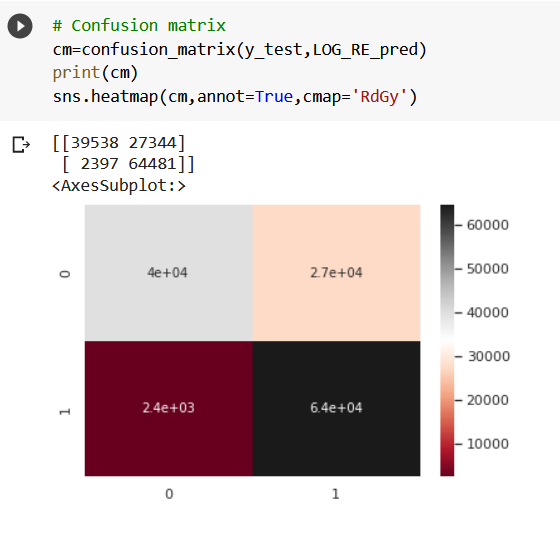 # Confusion matrix
cm=confusion_matrix(y_test,LOG_RE_pred)
print(cm)
sns.heatmap(cm,annot=True,cmap='RdGy')
[[39538 27344]
 [ 2397 64481]]
<AxesSubplot:>
60000
50000
0 4e+04 2.7e+04
40000
30000
1 2.4e+03 6.4e+04
20000
10000
0 1